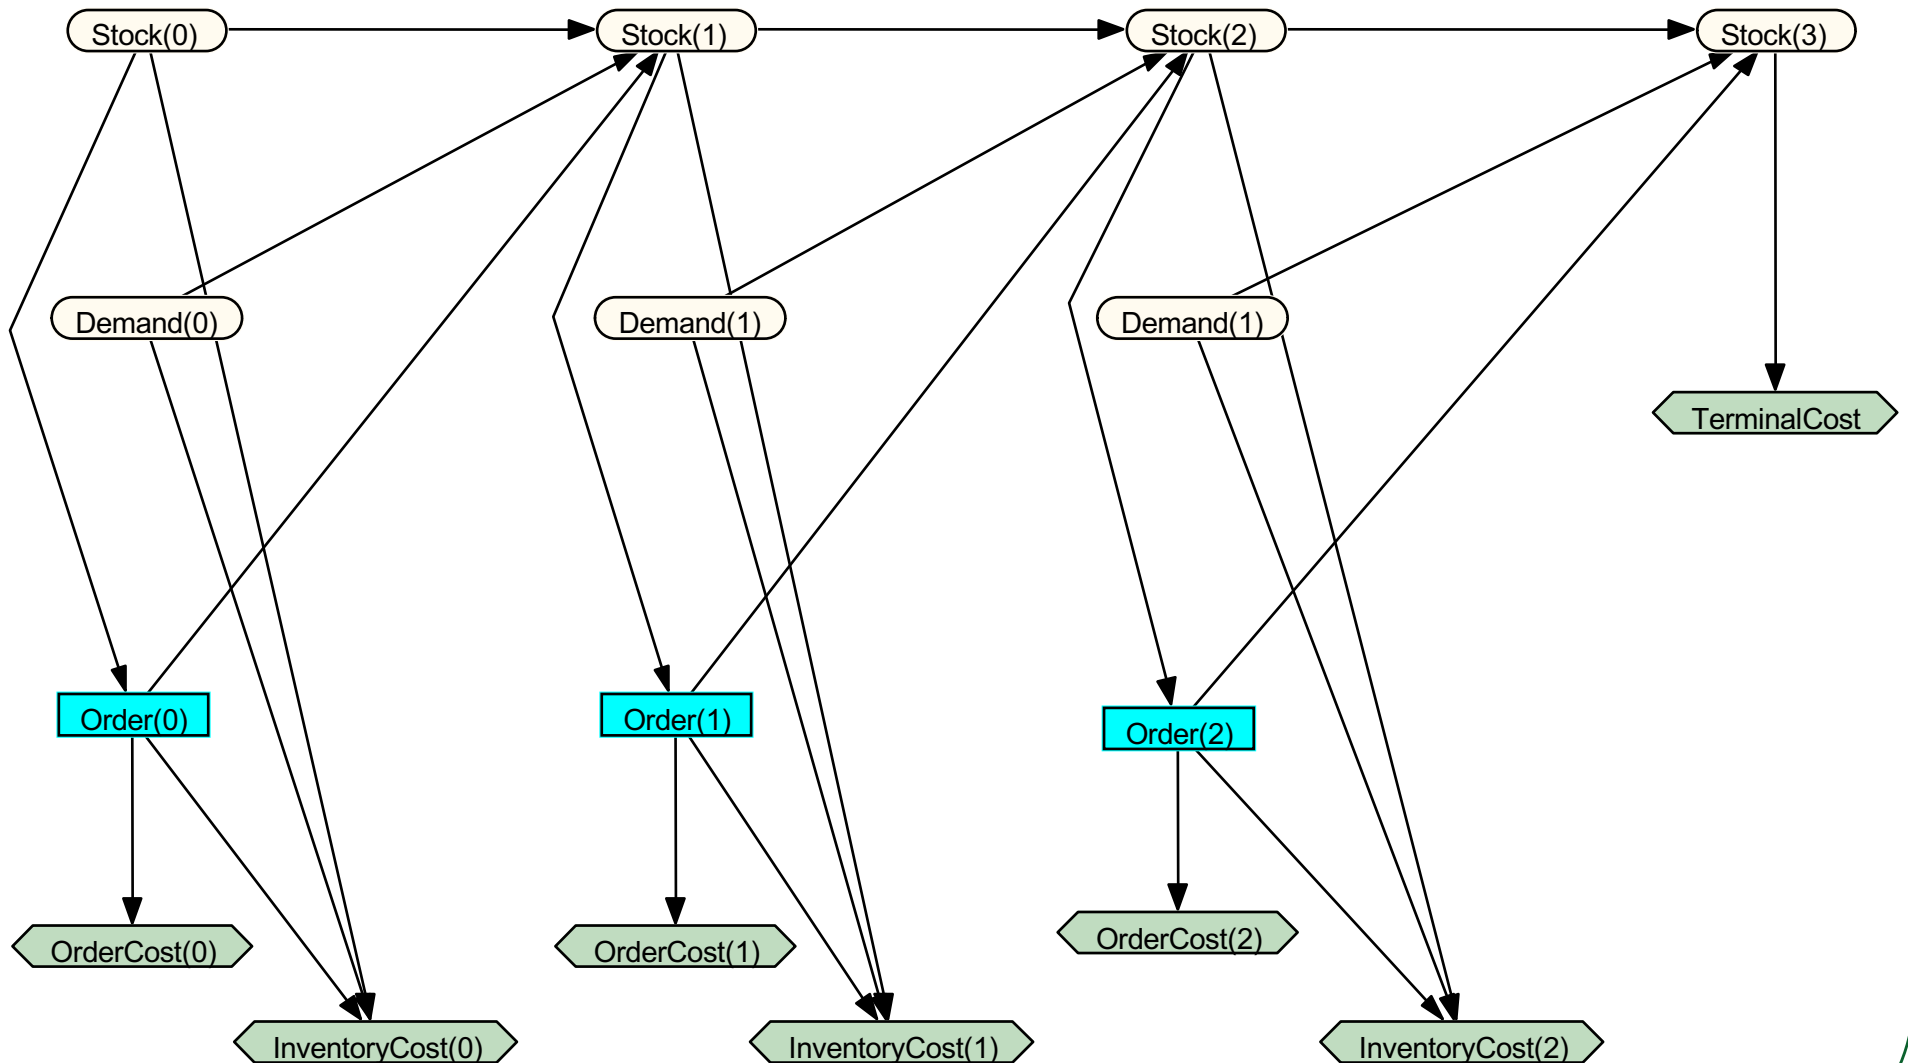 Stock(0)
Stock(1)
Stock(2)
Stock(3)
Demand(0)
Demand(1)
Demand(1)
TerminalCost
Order(0)
Order(1)
Order(2)
OrderCost(0)
OrderCost(1)
OrderCost(2)
InventoryCost(0)
InventoryCost(1)
InventoryCost(2)